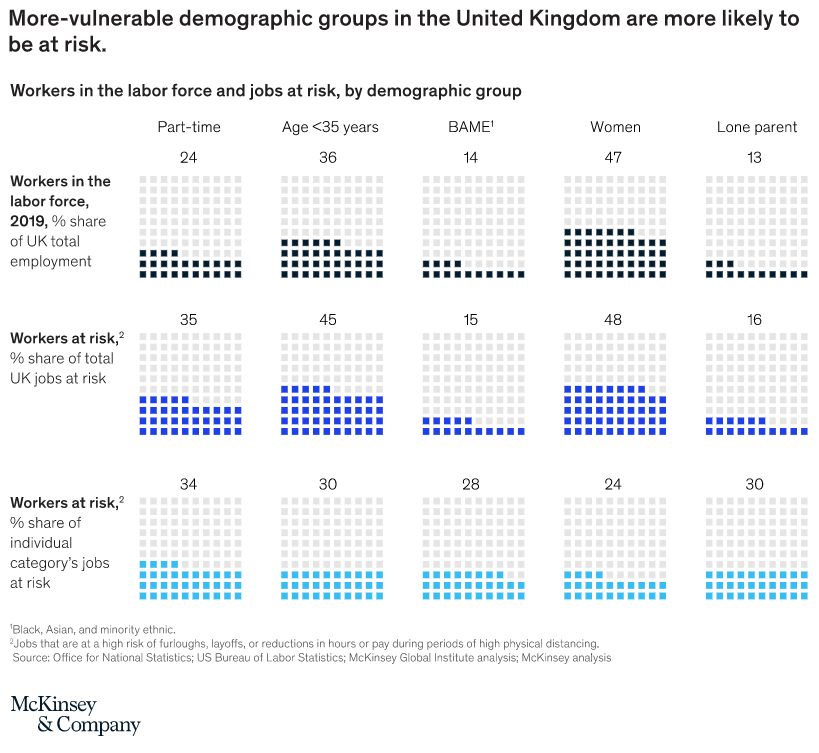 More-vulnerable demographic groups in the United Kingdom are more likely to
be at risk.
Workers in the labor force and jobs at risk, by demographic group
Part-time
Age <35 years
BAME¹
Women
Lone parent
Workers in the
labor force,
2019, % share
of UK total
employment
24
36
14
47
13
Workers at risk,²
% share of total
UK jobs at risk
35
45
15
48
16
Workers at risk,²
% share of
individual
category's jobs
at risk
34
30
28
24
30
¹Black, Asian, and minority ethnic.
²Jobs that are at a high risk of furloughs, layoffs, or reductions in hours or pay during periods of high physical distancing.
Source: Office for National Statistics; US Bureau of Labor Statistics; McKinsey Global Institute analysis; McKinsey analysis
McKinsey
& Company